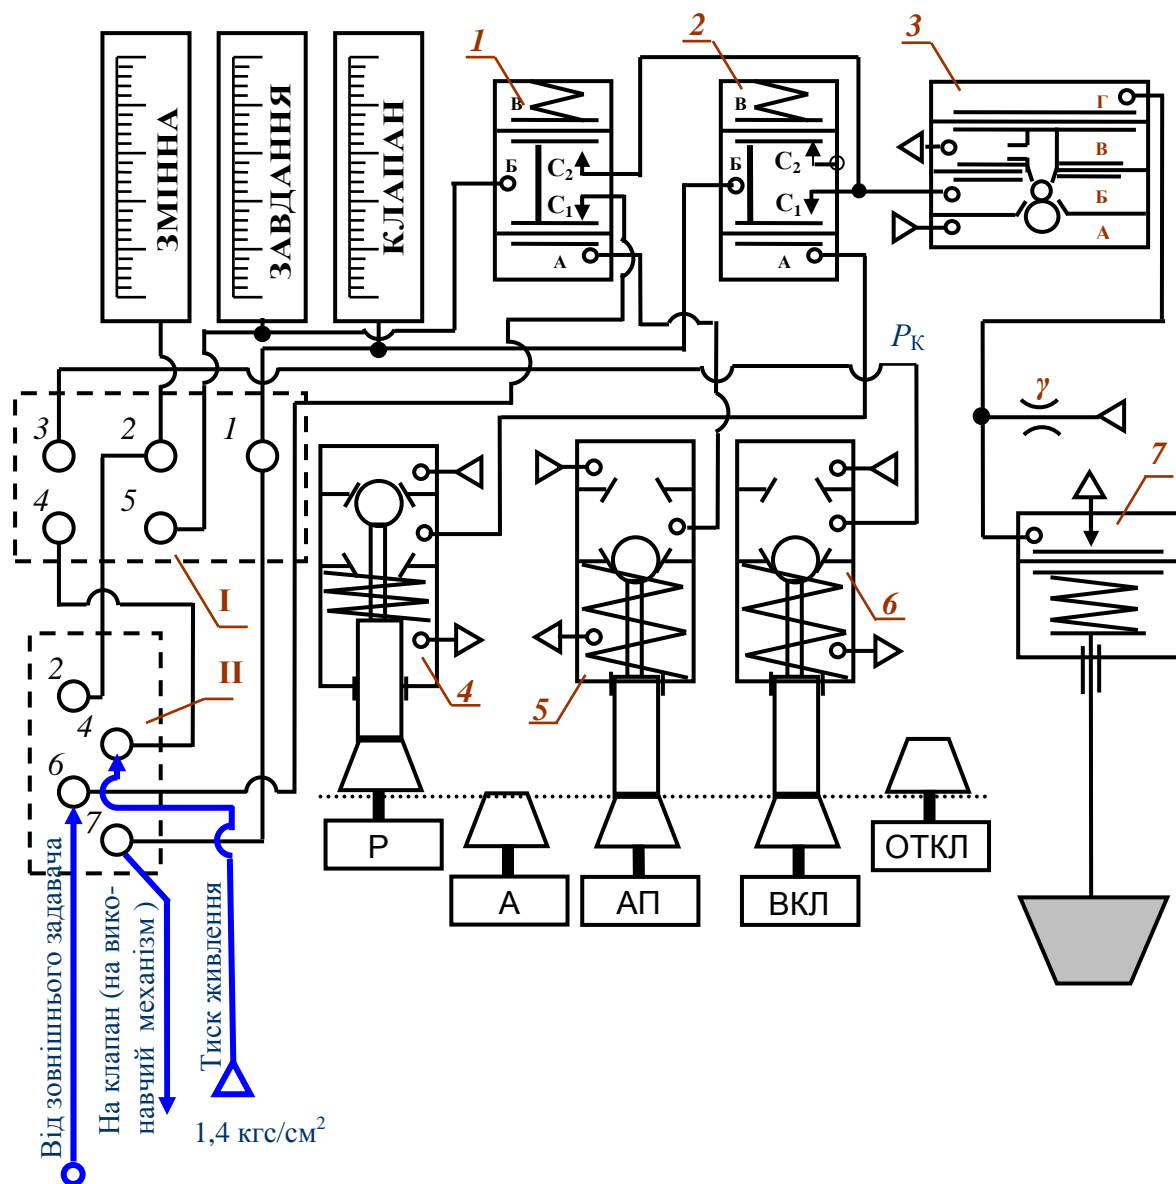 ЗМІННА
ЗАВДАННЯ
КЛАПАН
1
2
3
В
Б
С2
С1
А
В
Б
С2
С1
А
Г
В
Б
А
PК
γ
7
3
2
1
4
5
I
II
2
4
6
7
4
5
6
Р
А
АП
ВКЛ
ОТКЛ
Від зовнішнього задавача
На клапан (на вико-
навчий механізм )
Тиск живлення
1,4 кгс/см²